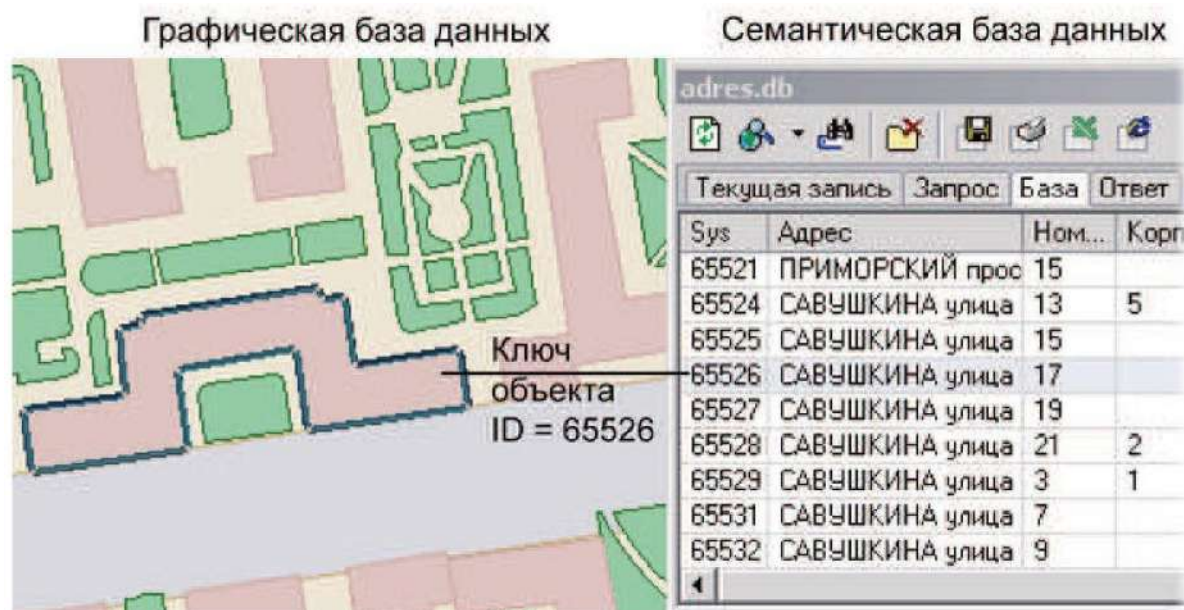 Графическая база данных
Семантическая база данных
adres.db
Текущая запись Запрос База Ответ
Sys Адрес Ном... Корп
65521 ПРИМОРСКИЙ прос 15
65524 САВУШКИНА улица 13 5
65525 САВУШКИНА улица 15
65526 САВУШКИНА улица 17
65527 САВУШКИНА улица 19
65528 САВУШКИНА улица 21 2
65529 САВУШКИНА улица 3 1
65531 САВУШКИНА улица 7
65532 САВУШКИНА улица 9
Ключ
объекта
ID = 65526